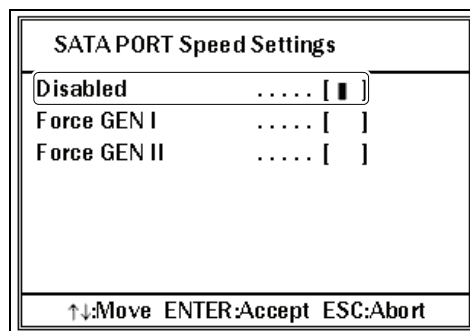 SATA PORT Speed Settings
Disabled ..... [▮ ]
Force GEN I ..... [ ]
Force GEN II ..... [ ]
↑↓:Move ENTER:Accept ESC:Abort